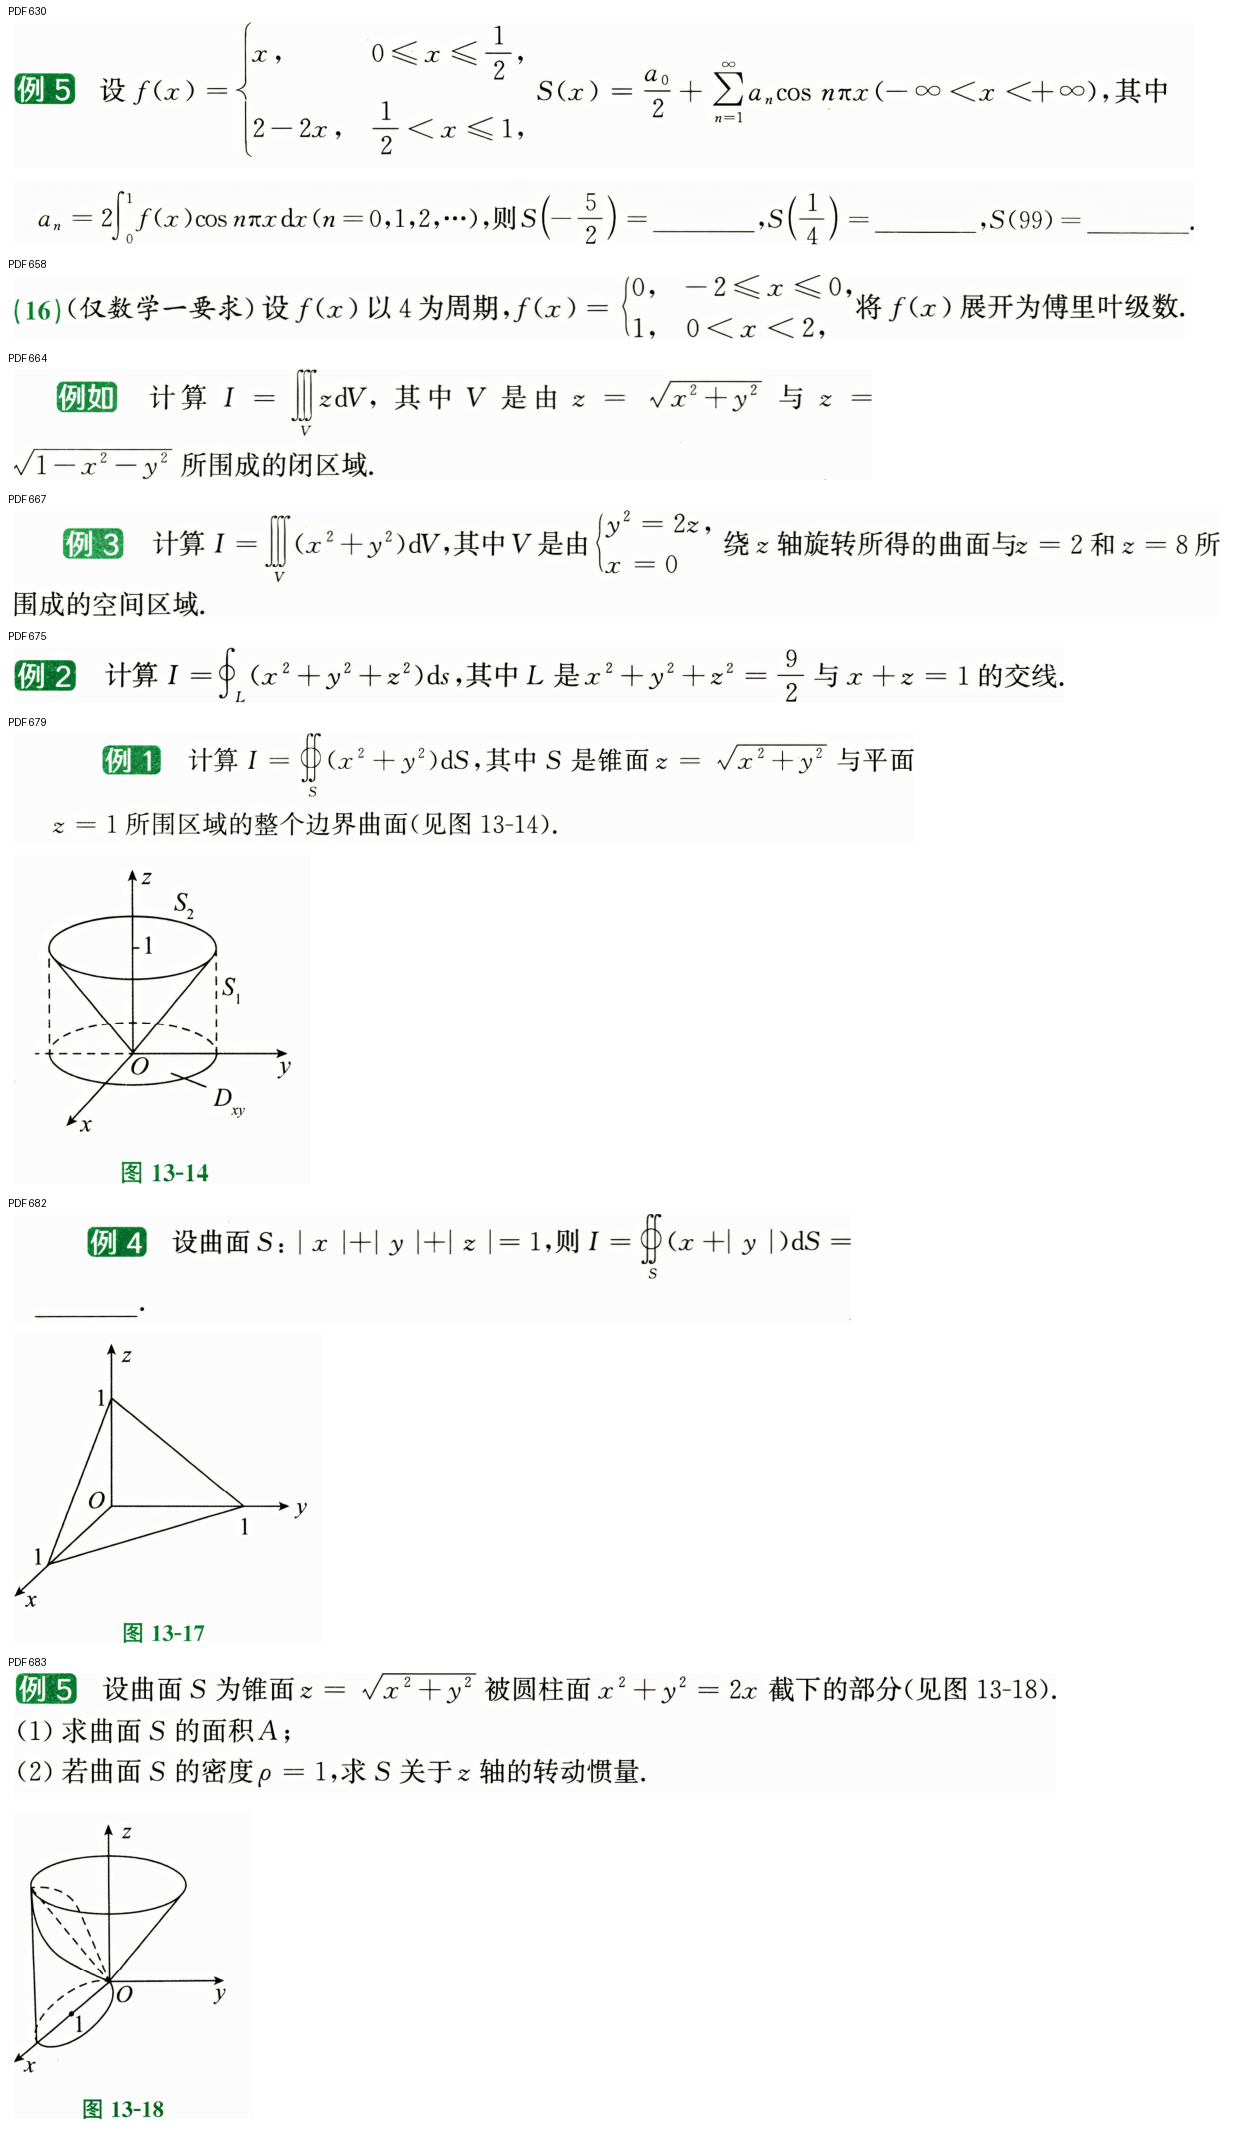 PDF630
例5 设 f(x) = { x, 0 ⩽ x ⩽ 1/2, 2−2x, 1/2 < x ⩽ 1, S(x) = a₀/2 + ∑_{n=1}^{∞} aₙcos nπx (−∞ < x < +∞), 其中
aₙ = 2∫₀¹ f(x)cos nπx dx (n = 0,1,2,⋯), 则 S(−5/2) = ________, S(1/4) = ________, S(99) = ________.
PDF658
(16) (仅数学一要求) 设 f(x) 以 4 为周期, f(x) = { 0, −2 ⩽ x ⩽ 0, 1, 0 < x < 2, 将 f(x) 展开为傅里叶级数.
PDF664
例如 计算 I = ∭_V zdV, 其中 V 是由 z = √(x²+y²) 与 z =
√(1−x²−y²) 所围成的闭区域.
PDF667
例3 计算 I = ∭_V (x²+y²)dV, 其中 V 是由 { y² = 2z, x = 0 绕 z 轴旋转所得的曲面与 z = 2 和 z = 8 所
围成的空间区域.
PDF675
例2 计算 I = ∮_L (x²+y²+z²)ds, 其中 L 是 x²+y²+z² = 9/2 与 x+z = 1 的交线.
PDF679
例1 计算 I = ∯_S (x²+y²)dS, 其中 S 是锥面 z = √(x²+y²) 与平面
z = 1 所围区域的整个边界曲面(见图 13-14).
z
S₂
1
S₁
O
y
D_xy
x
图 13-14
PDF682
例4 设曲面 S: |x|+|y|+|z| = 1, 则 I = ∯_S (x+|y|)dS =
________.
z
1
O
y
1
1
x
图 13-17
PDF683
例5 设曲面 S 为锥面 z = √(x²+y²) 被圆柱面 x²+y² = 2x 截下的部分(见图 13-18).
(1) 求曲面 S 的面积 A;
(2) 若曲面 S 的密度 ρ = 1, 求 S 关于 z 轴的转动惯量.
z
O
y
1
x
图 13-18